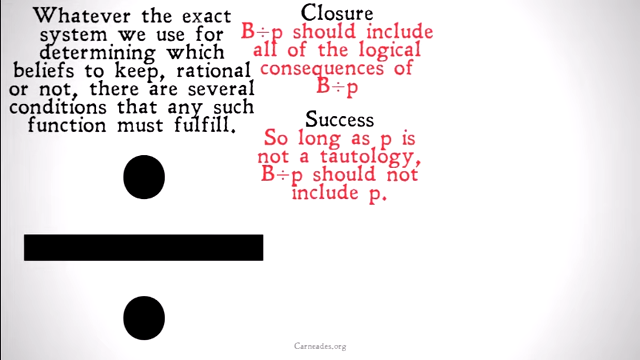 Whatever the exact
system we use for
determining which
beliefs to keep, rational
or not, there are several
conditions that any such
function must fulfill.
Closure
B÷p should include
all of the logical
consequences of
B÷p
Success
So long as p is
not a tautology,
B÷p should not
include p.
Carneades.org